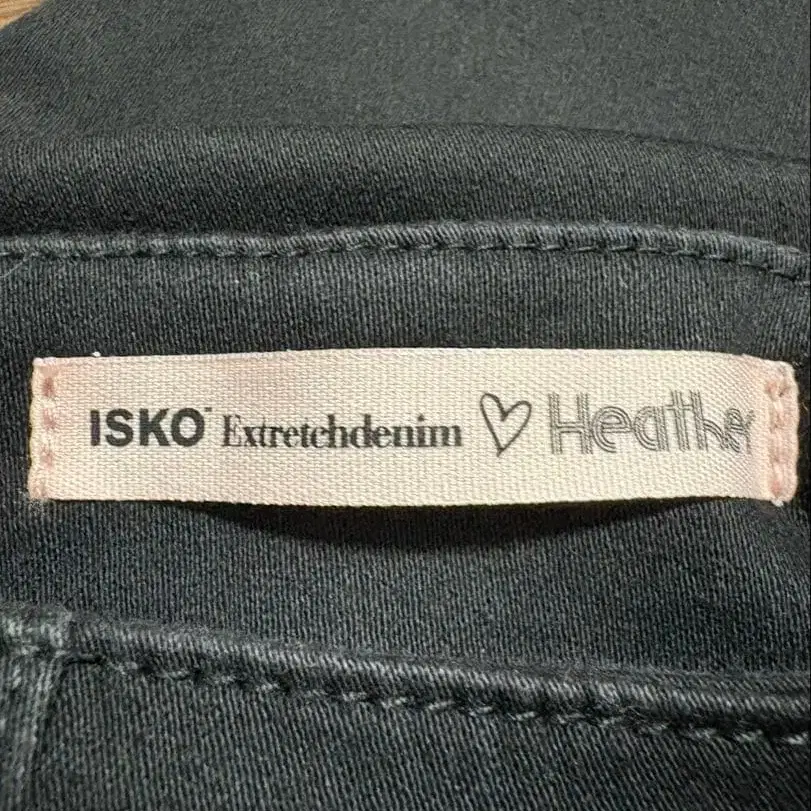 ISKO™ Extretchdenim ♡ Heather